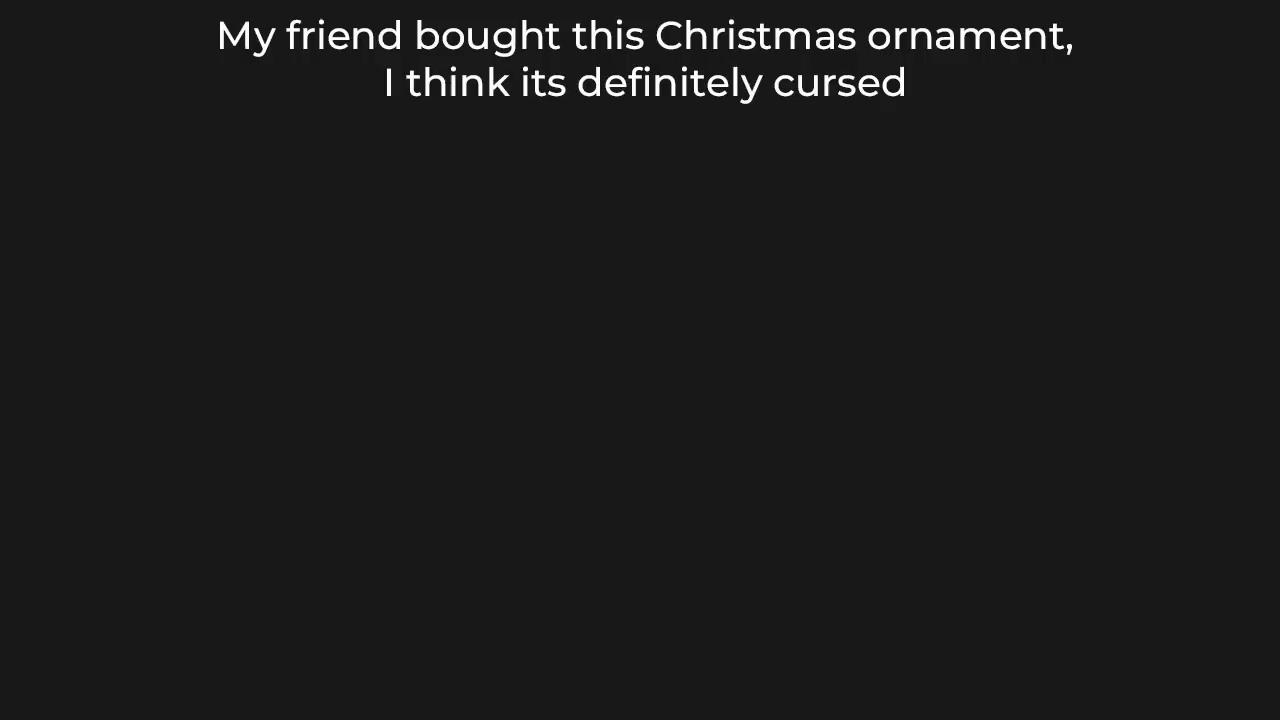 My friend bought this Christmas ornament,
I think its definitely cursed